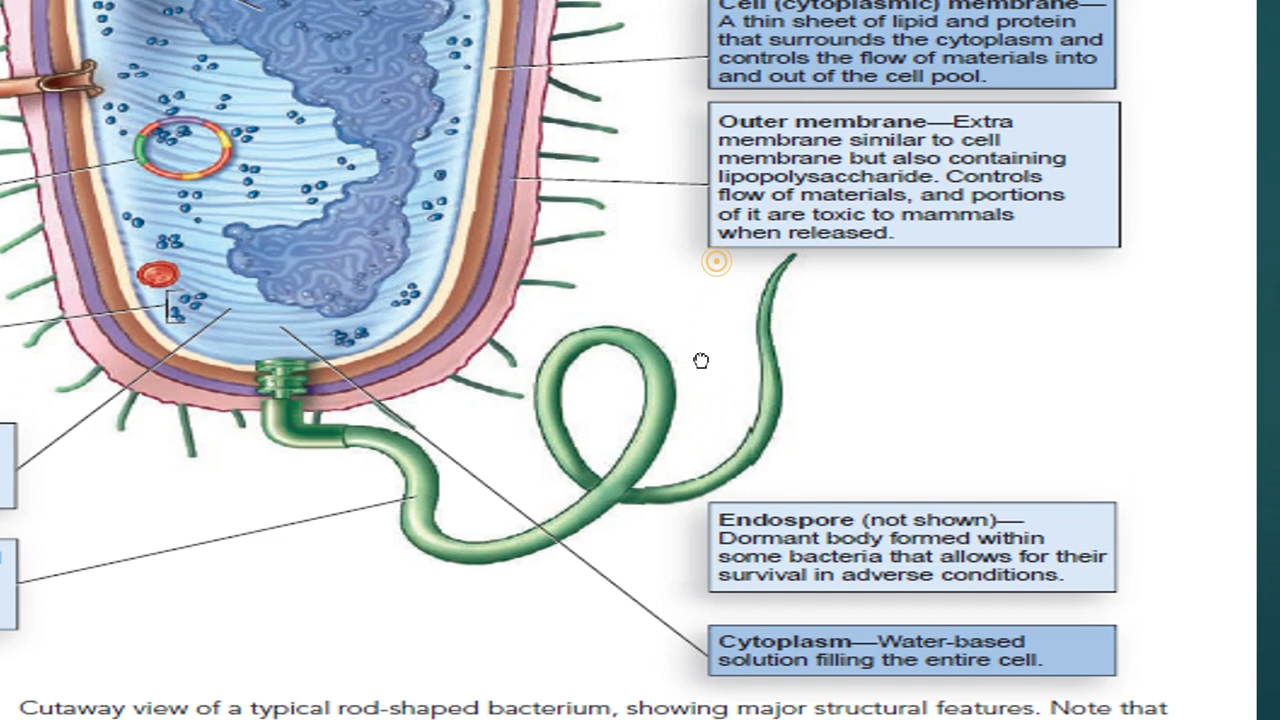 Cell (cytoplasmic) membrane—
A thin sheet of lipid and protein
that surrounds the cytoplasm and
controls the flow of materials into
and out of the cell pool.
Outer membrane—Extra
membrane similar to cell
membrane but also containing
lipopolysaccharide. Controls
flow of materials, and portions
of it are toxic to mammals
when released.
Endospore (not shown)—
Dormant body formed within
some bacteria that allows for their
survival in adverse conditions.
Cytoplasm—Water-based
solution filling the entire cell.
Cutaway view of a typical rod-shaped bacterium, showing major structural features. Note that